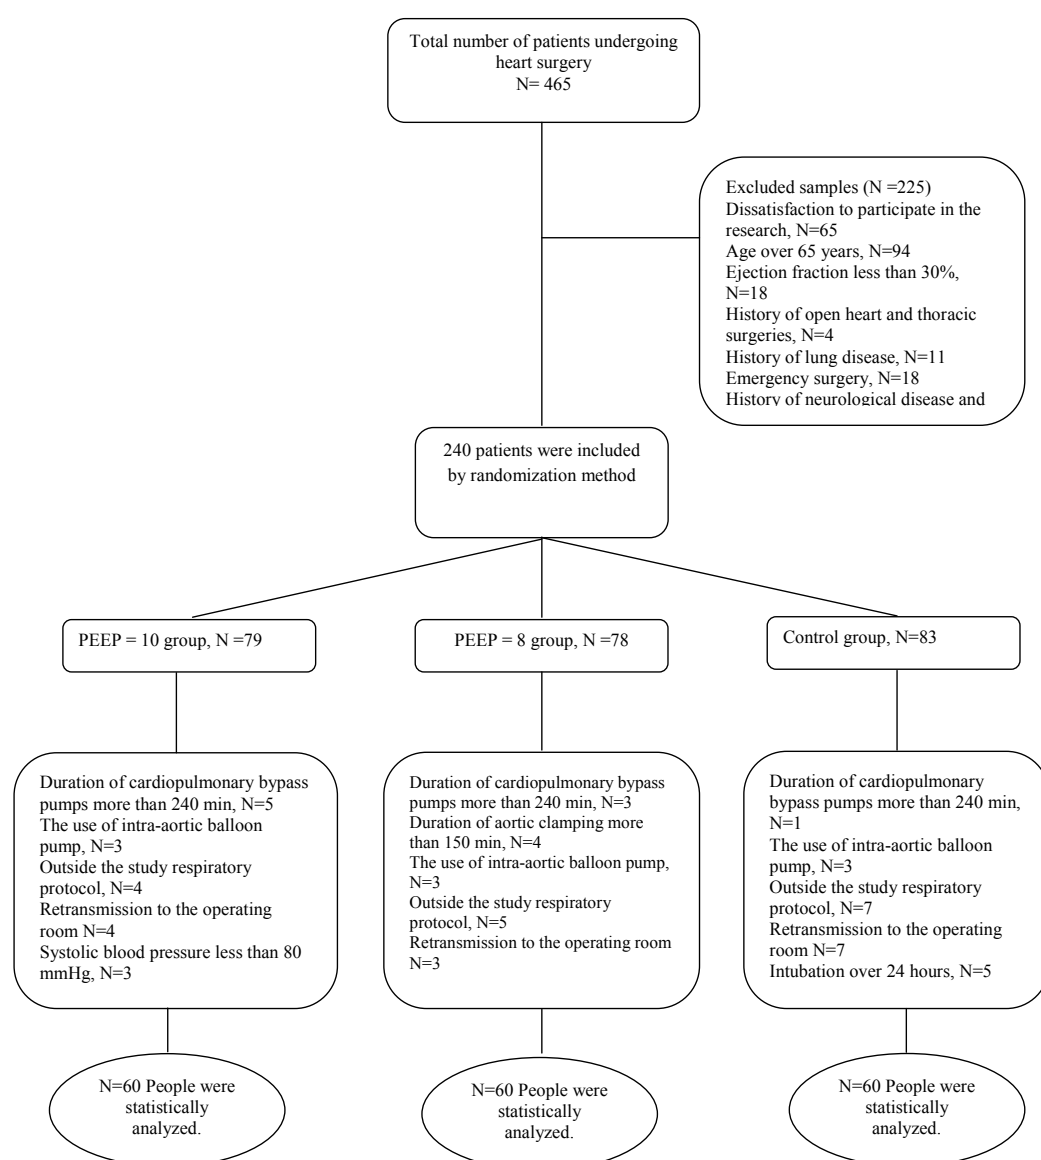 Total number of patients undergoing
heart surgery
N= 465
Excluded samples (N =225)
Dissatisfaction to participate in the
research, N=65
Age over 65 years, N=94
Ejection fraction less than 30%,
N=18
History of open heart and thoracic
surgeries, N=4
History of lung disease, N=11
Emergency surgery, N=18
History of neurological disease and
240 patients were included
by randomization method
PEEP = 10 group, N =79
PEEP = 8 group, N =78
Control group, N=83
Duration of cardiopulmonary bypass
pumps more than 240 min, N=5
The use of intra-aortic balloon
pump, N=3
Outside the study respiratory
protocol, N=4
Retransmission to the operating
room N=4
Systolic blood pressure less than 80
mmHg, N=3
Duration of cardiopulmonary bypass
pumps more than 240 min, N=3
Duration of aortic clamping more
than 150 min, N=4
The use of intra-aortic balloon pump,
N=3
Outside the study respiratory
protocol, N=5
Retransmission to the operating room
N=3
Duration of cardiopulmonary
bypass pumps more than 240 min,
N=1
The use of intra-aortic balloon
pump, N=3
Outside the study respiratory
protocol, N=7
Retransmission to the operating
room N=7
Intubation over 24 hours, N=5
N=60 People were
statistically
analyzed.
N=60 People were
statistically
analyzed.
N=60 People were
statistically
analyzed.